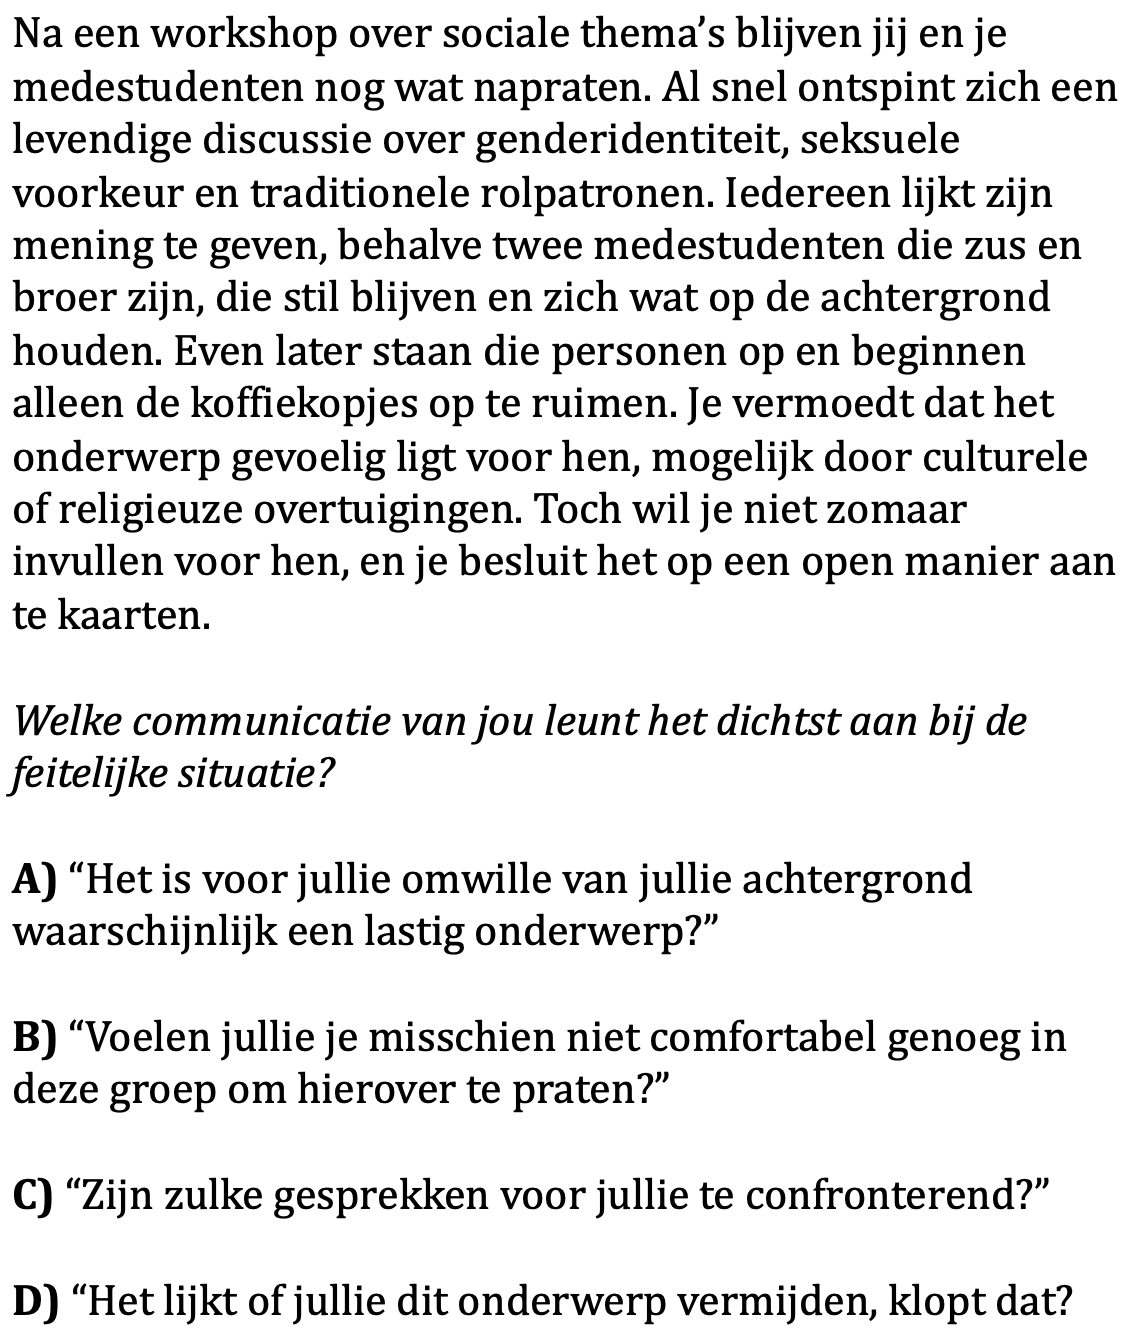 Na een workshop over sociale thema’s blijven jij en je
medestudenten nog wat napraten. Al snel ontspint zich een
levendige discussie over genderidentiteit, seksuele
voorkeur en traditionele rolpatronen. Iedereen lijkt zijn
mening te geven, behalve twee medestudenten die zus en
broer zijn, die stil blijven en zich wat op de achtergrond
houden. Even later staan die personen op en beginnen
alleen de koffiekopjes op te ruimen. Je vermoedt dat het
onderwerp gevoelig ligt voor hen, mogelijk door culturele
of religieuze overtuigingen. Toch wil je niet zomaar
invullen voor hen, en je besluit het op een open manier aan
te kaarten.
Welke communicatie van jou leunt het dichtst aan bij de
feitelijke situatie?
A) “Het is voor jullie omwille van jullie achtergrond
waarschijnlijk een lastig onderwerp?”
B) “Voelen jullie je misschien niet comfortabel genoeg in
deze groep om hierover te praten?”
C) “Zijn zulke gesprekken voor jullie te confronterend?”
D) “Het lijkt of jullie dit onderwerp vermijden, klopt dat?